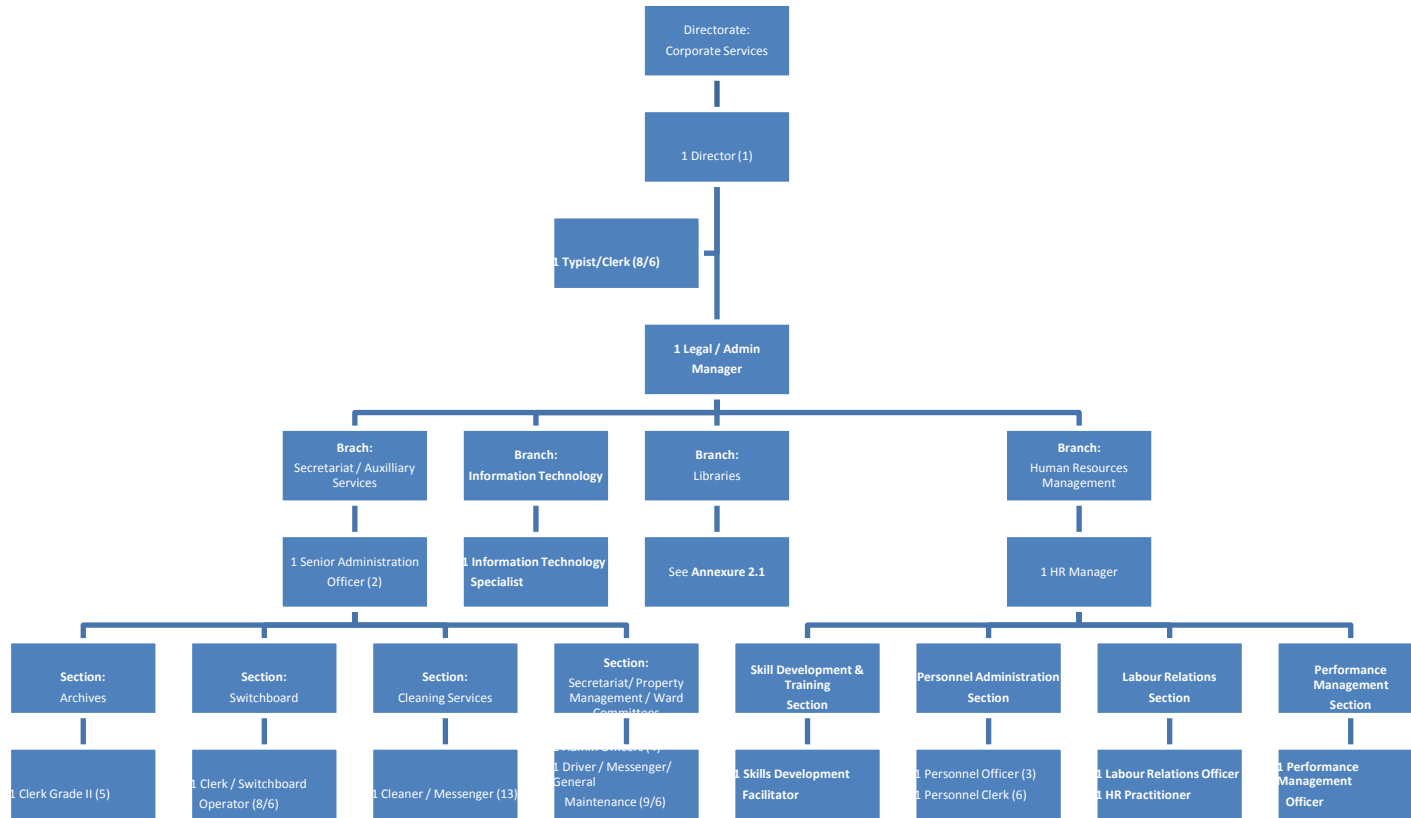 Directorate:
Corporate Services
1 Director (1)
1 Typist/Clerk (8/6)
1 Legal / Admin
Manager
Brach:
Secretariat / Auxilliary
Services
Branch:
Information Technology
Branch:
Libraries
Branch:
Human Resources
Management
1 Senior Administration
Officer (2)
1 Information Technology
Specialist
See Annexure 2.1
1 HR Manager
Section:
Archives
Section:
Switchboard
Section:
Cleaning Services
Section:
Secretariat/ Property
Management / Ward
Committees
Skill Development &
Training
Section
Personnel Administration
Section
Labour Relations
Section
Performance
Management
Section
1 Clerk Grade II (5)
1 Clerk / Switchboard
Operator (8/6)
1 Cleaner / Messenger (13)
Admin Officers
1 Driver / Messenger/
General
Maintenance (9/6)
1 Skills Development
Facilitator
1 Personnel Officer (3)
1 Personnel Clerk (6)
1 Labour Relations Officer
1 HR Practitioner
1 Performance
Management
Officer